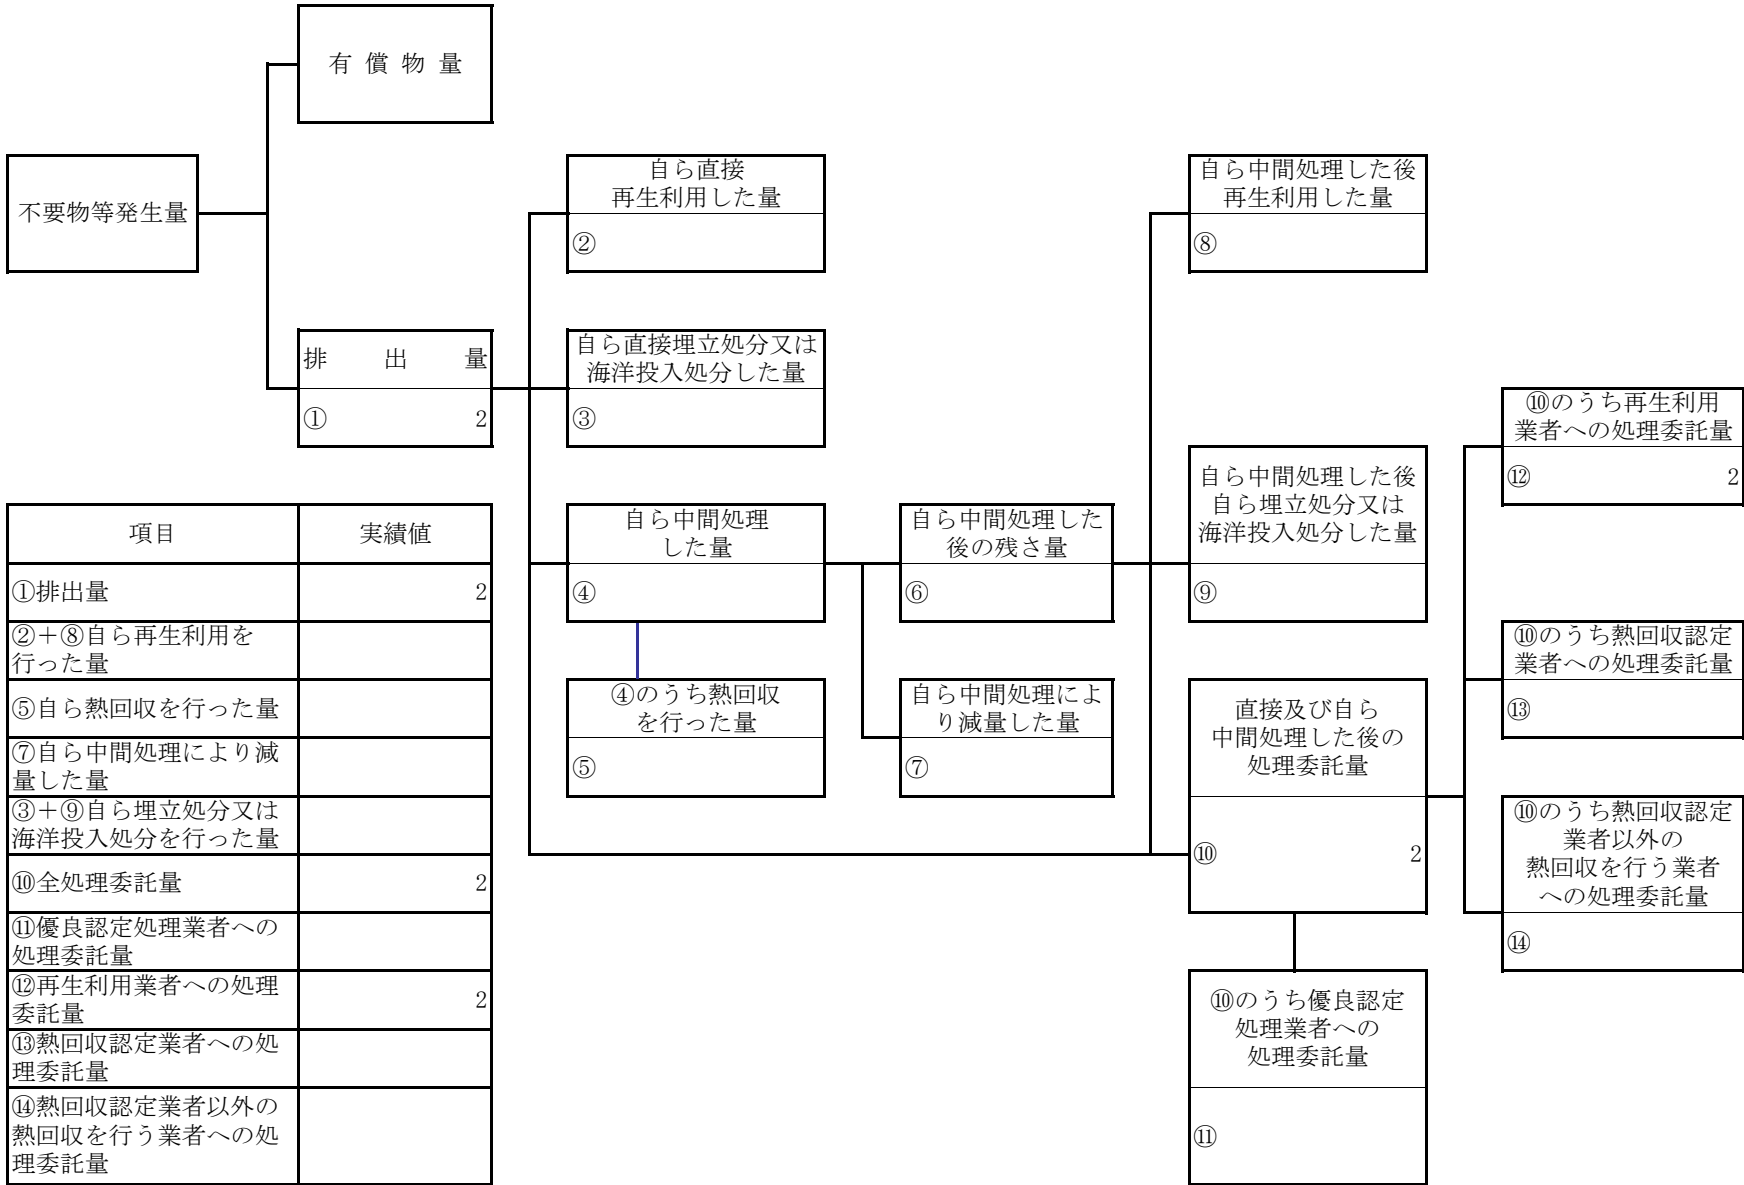 有償物量
不要物等発生量
自ら直接
再生利用した量
②
自ら中間処理した後
再生利用した量
⑧
排出量
① 2
自ら直接埋立処分又は
海洋投入処分した量
③
⑩のうち再生利用
業者への処理委託量
⑫ 2
自ら中間処理
した量
④
自ら中間処理した
後の残さ量
⑥
自ら中間処理した後
自ら埋立処分又は
海洋投入処分した量
⑨
⑩のうち熱回収認定
業者への処理委託量
⑬
④のうち熱回収
を行った量
⑤
自ら中間処理によ
り減量した量
⑦
直接及び自ら
中間処理した後の
処理委託量
⑩ 2
⑩のうち熱回収認定
業者以外の
熱回収を行う業者
への処理委託量
⑭
⑩のうち優良認定
処理業者への
処理委託量
⑪
項目 実績値
①排出量 2
②＋⑧自ら再生利用を
行った量
⑤自ら熱回収を行った量
⑦自ら中間処理により減
量した量
③＋⑨自ら埋立処分又は
海洋投入処分を行った量
⑩全処理委託量 2
⑪優良認定処理業者への
処理委託量
⑫再生利用業者への処理
委託量 2
⑬熱回収認定業者への処
理委託量
⑭熱回収認定業者以外の
熱回収を行う業者への処
理委託量